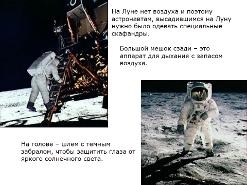 На Луне нет воздуха и поэтому
астронавтам, высадившимся на Луну
нужно было одевать специальные
скафандры.
Большой мешок сзади – это
аппарат для дыхания с запасом
воздуха.
На голове – шлем с темным
забралом, чтобы защитить глаза от
яркого солнечного света.